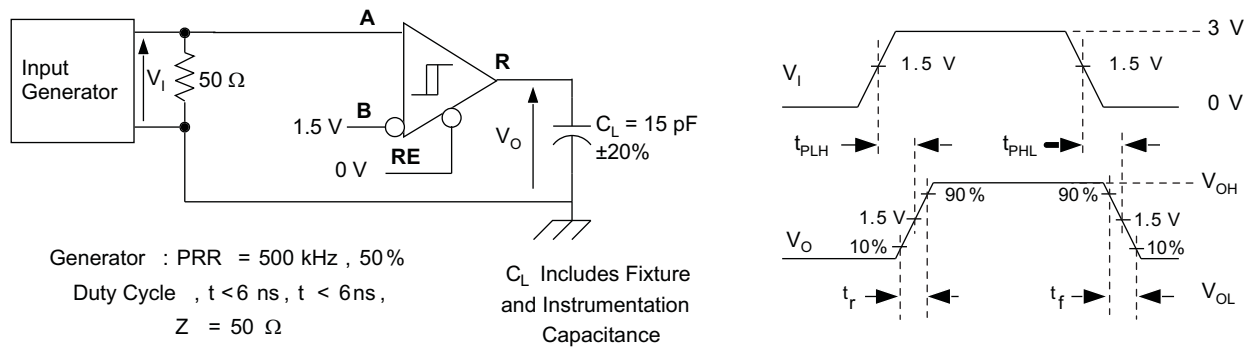 Input
Generator
V_I
50 Ω
A
B
1.5 V
RE
0 V
R
V_O
C_L = 15 pF
±20%
Generator : PRR = 500 kHz , 50%
Duty Cycle , t <6 ns , t < 6ns ,
Z = 50 Ω
C_L Includes Fixture
and Instrumentation
Capacitance
3 V
V_I
1.5 V
1.5 V
0 V
t_PLH
t_PHL
V_OH
90%
90%
1.5 V
1.5 V
V_O
10%
10%
t_r
t_f
V_OL